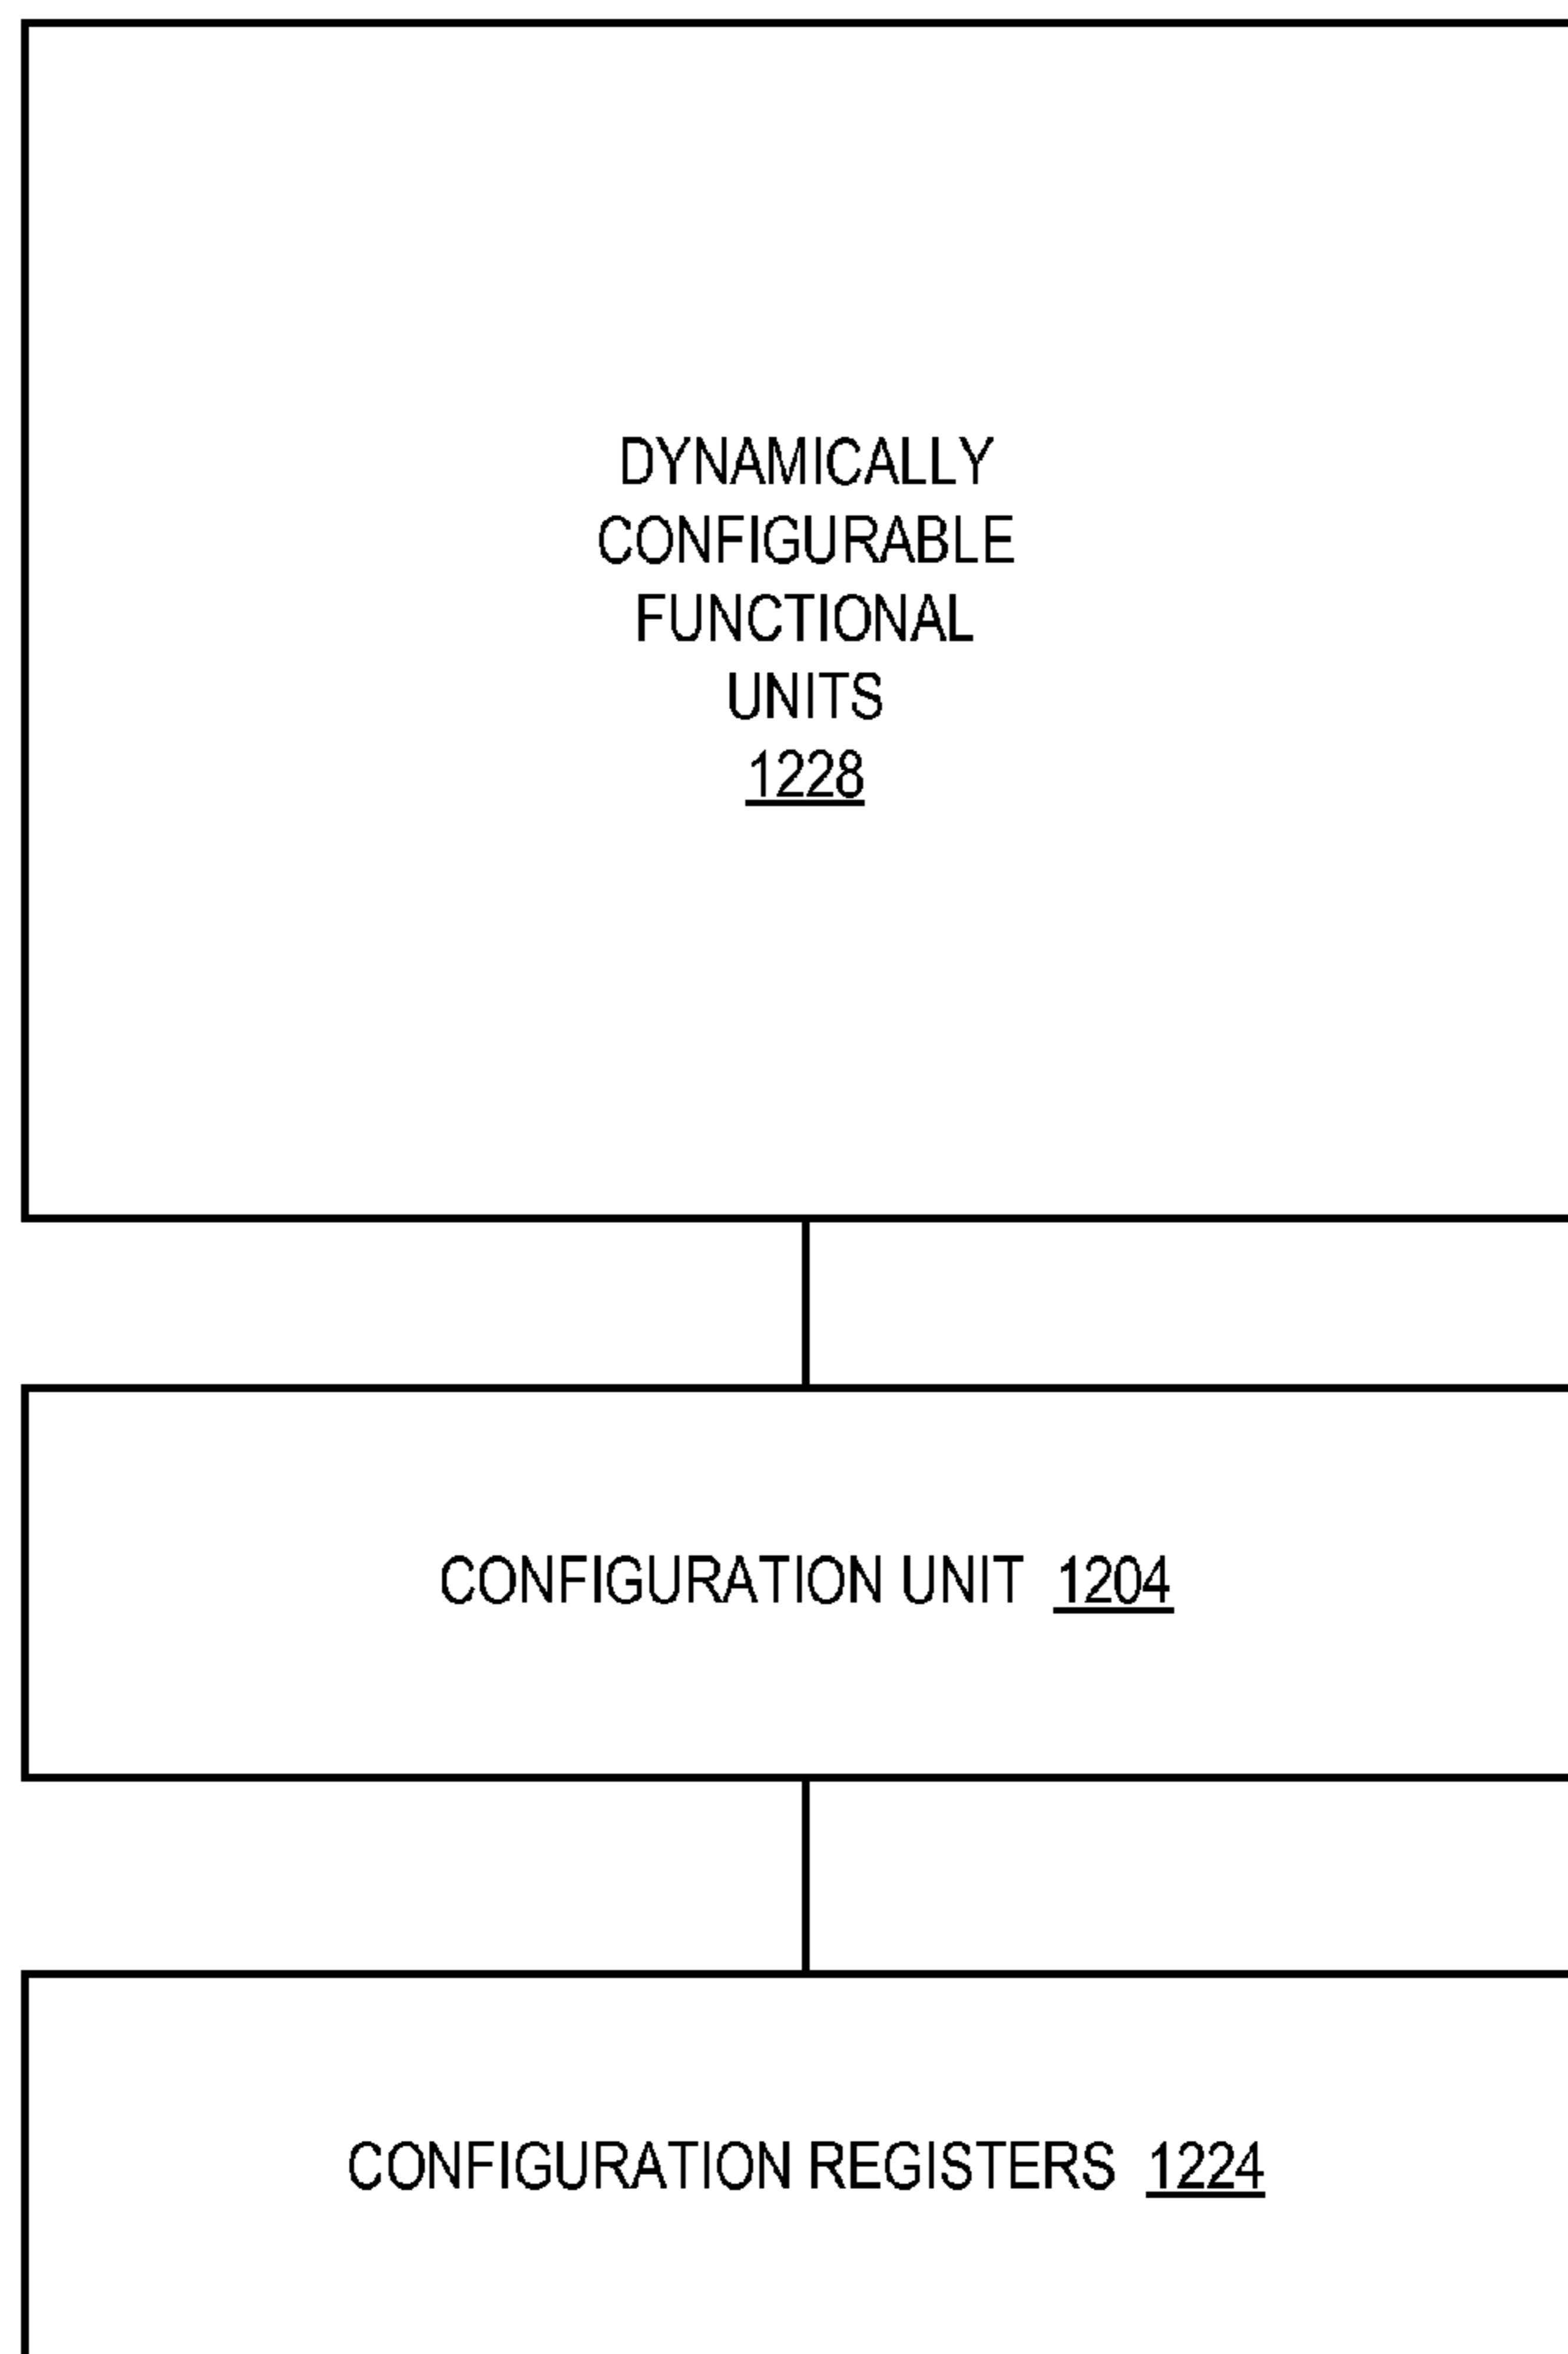 DYNAMICALLY
CONFIGURABLE
FUNCTIONAL
UNITS
1228
CONFIGURATION UNIT 1204
CONFIGURATION REGISTERS 1224